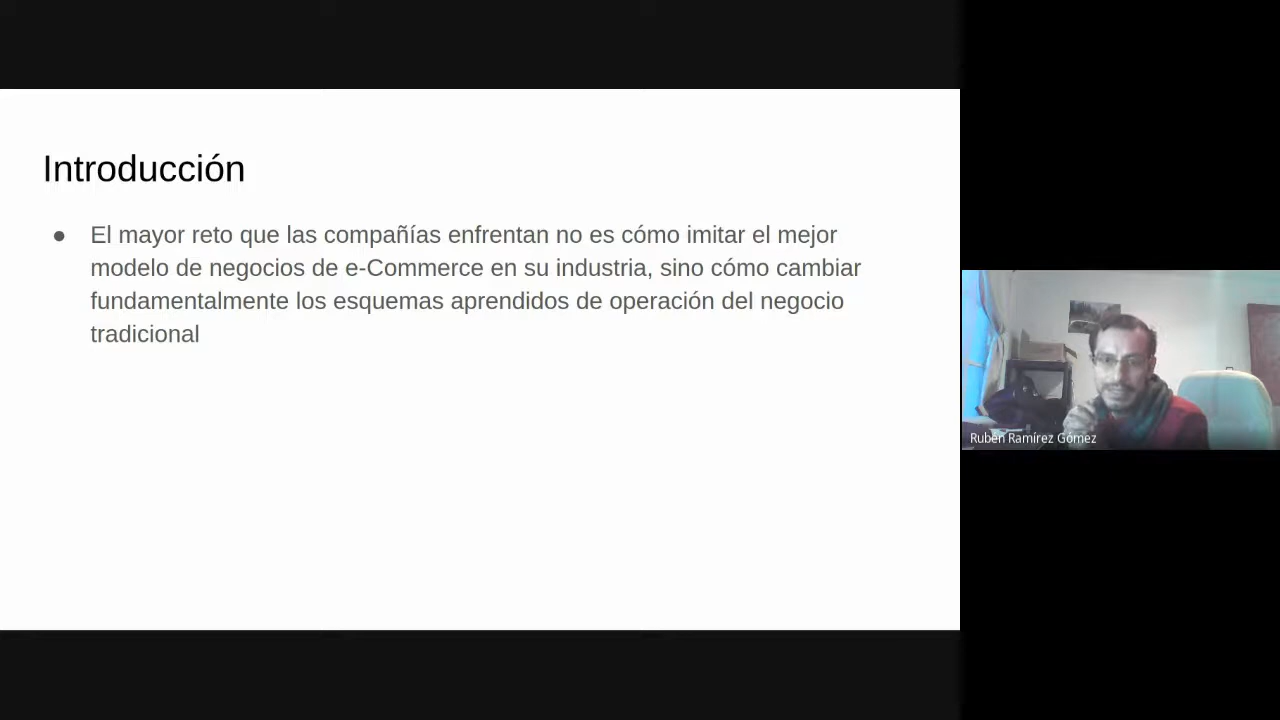 Introducción
● El mayor reto que las compañías enfrentan no es cómo imitar el mejor
modelo de negocios de e-Commerce en su industria, sino cómo cambiar
fundamentalmente los esquemas aprendidos de operación del negocio
tradicional
Rubén Ramírez Gómez